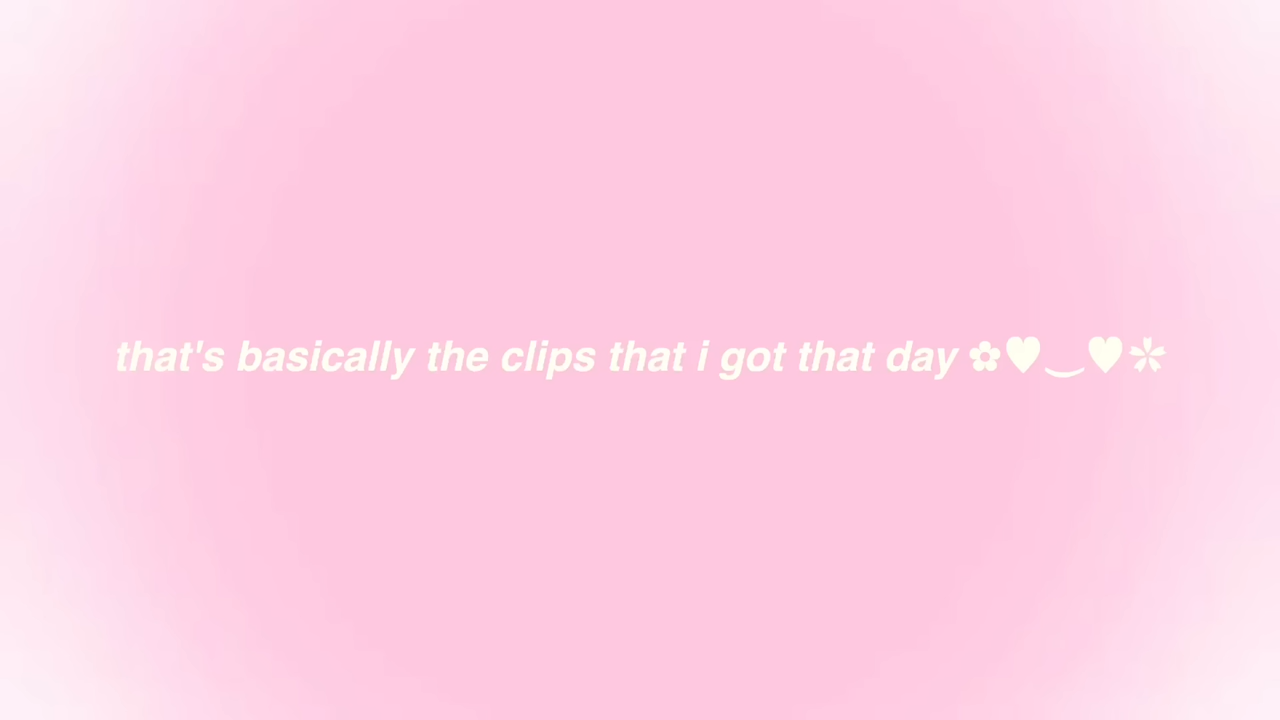 that's basically the clips that i got that day ✿♥‿♥✽